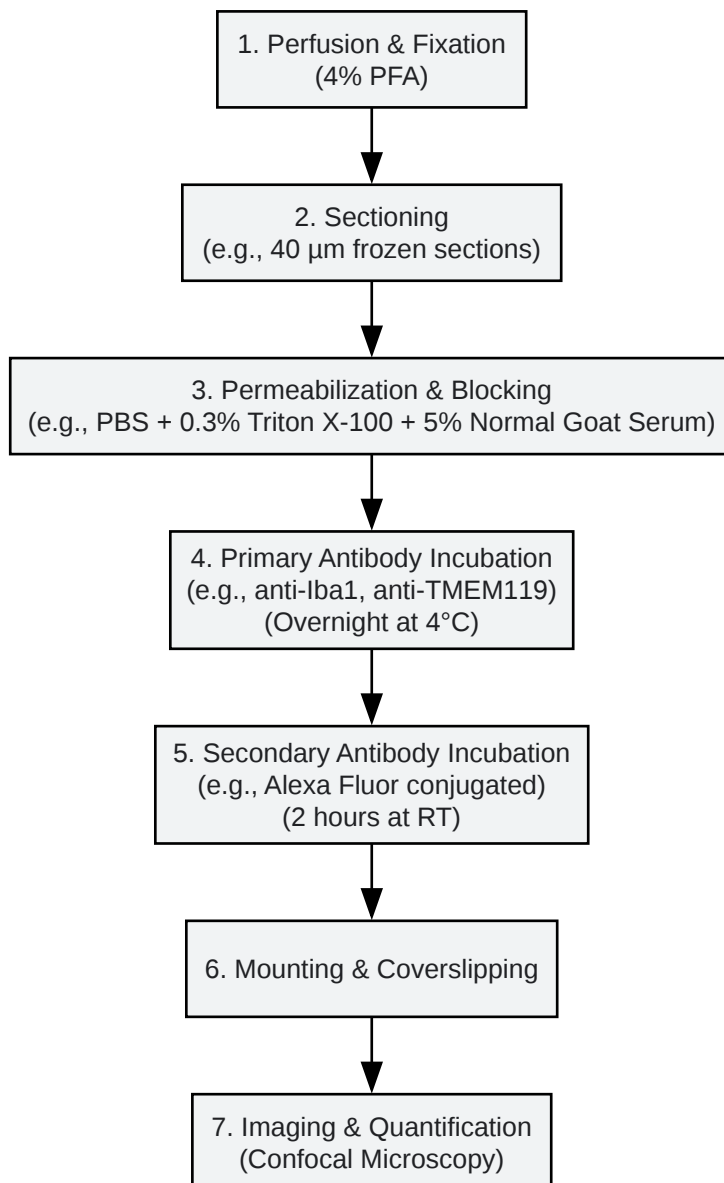 1. Perfusion & Fixation
(4% PFA)
2. Sectioning
(e.g., 40 µm frozen sections)
3. Permeabilization & Blocking
(e.g., PBS + 0.3% Triton X-100 + 5% Normal Goat Serum)
4. Primary Antibody Incubation
(e.g., anti-Iba1, anti-TMEM119)
(Overnight at 4°C)
5. Secondary Antibody Incubation
(e.g., Alexa Fluor conjugated)
(2 hours at RT)
6. Mounting & Coverslipping
7. Imaging & Quantification
(Confocal Microscopy)